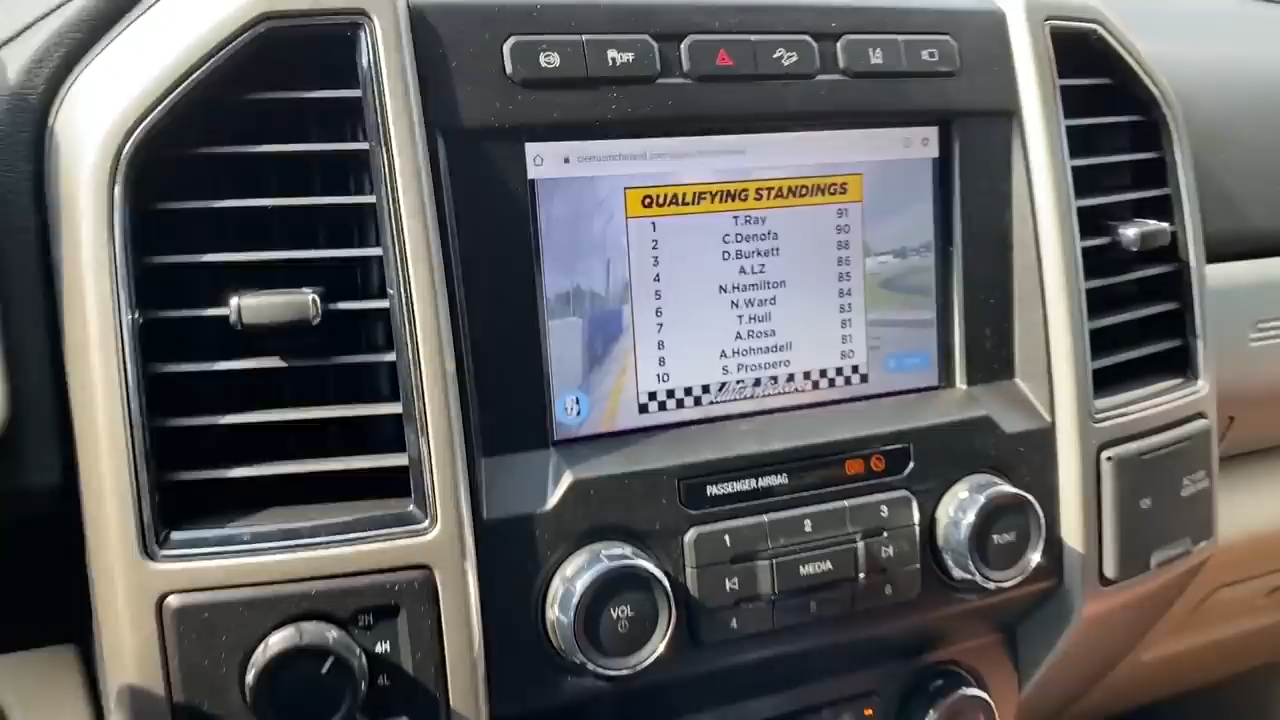 OFF
QUALIFYING STANDINGS
1 T.Ray 91
2 C.Denofa 90
3 D.Burkett 88
4 A.LZ 86
5 N.Hamilton 85
6 N.Ward 84
7 T.Hull 83
8 A.Rosa 81
8 A.Hohnadell 81
10 S. Prospero 80
PASSENGER AIRBAG
1 2 3
MEDIA
4 5 6
VOL
TUNE
2H
4H
4L